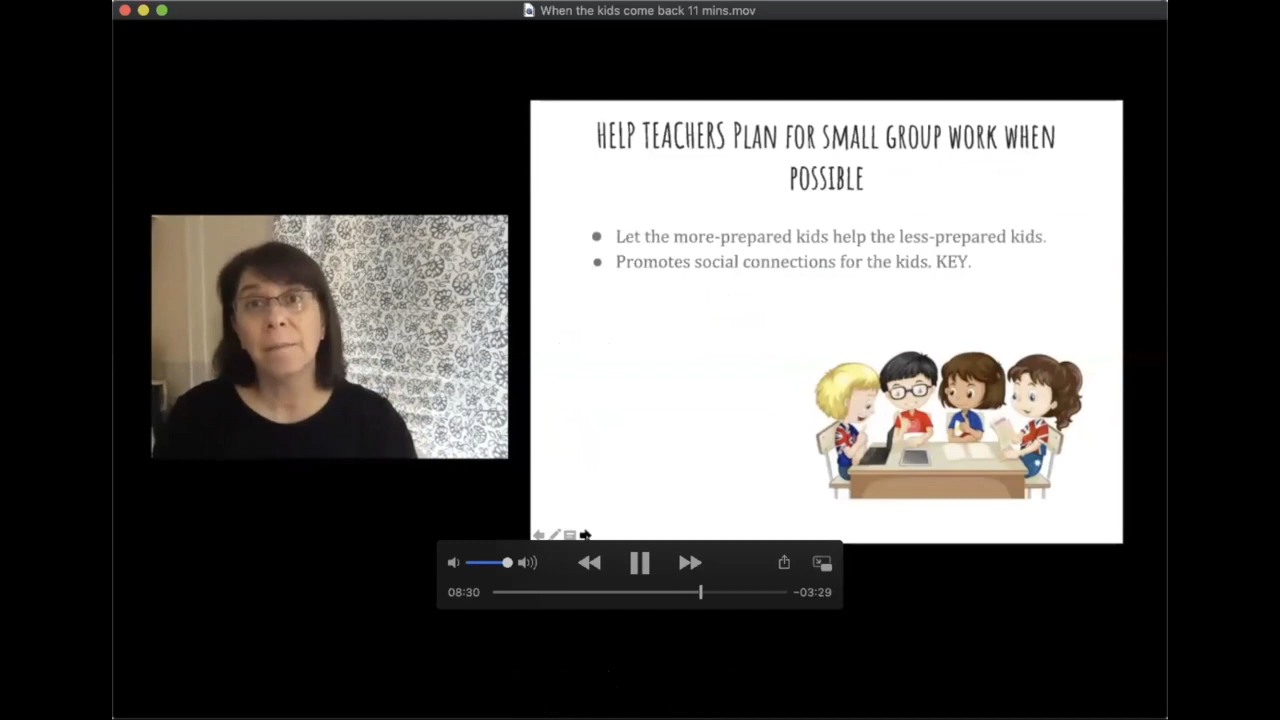 When the kids come back 11 mins.mov
HELP TEACHERS PLAN FOR SMALL GROUP WORK WHEN
POSSIBLE
● Let the more-prepared kids help the less-prepared kids.
● Promotes social connections for the kids. KEY.
08:30
−03:29